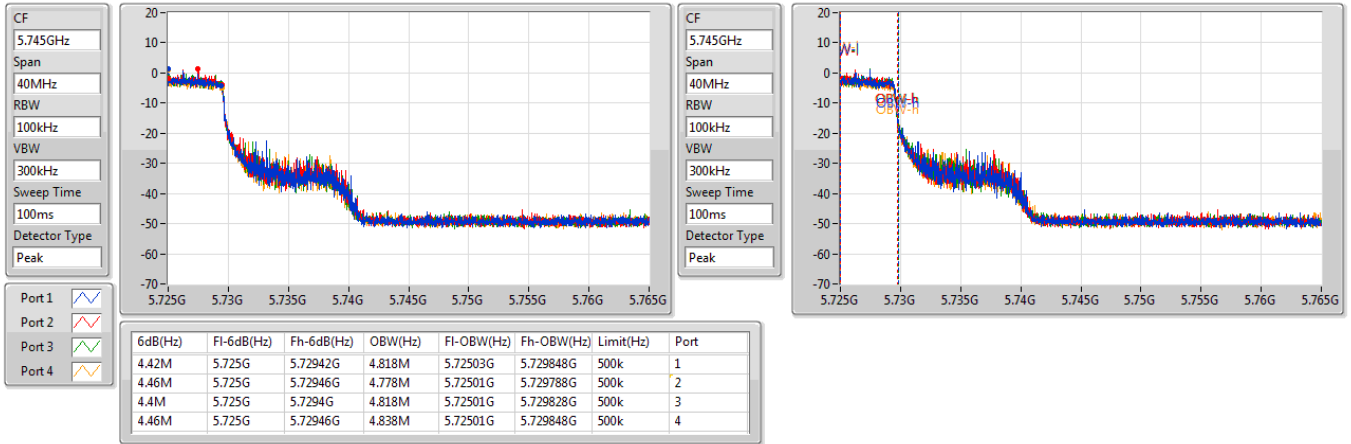 CF
5.745GHz
Span
40MHz
RBW
100kHz
VBW
300kHz
Sweep Time
100ms
Detector Type
Peak
20
10
0
-10
-20
-30
-40
-50
-60
-70
5.725G 5.73G 5.735G 5.74G 5.745G 5.75G 5.755G 5.76G 5.765G
CF
5.745GHz
Span
40MHz
RBW
100kHz
VBW
300kHz
Sweep Time
100ms
Detector Type
Peak
20
10
0
-10
-20
-30
-40
-50
-60
-70
OBW-h
OBW-h
5.725G 5.73G 5.735G 5.74G 5.745G 5.75G 5.755G 5.76G 5.765G
Port 1
Port 2
Port 3
Port 4
6dB(Hz) Fl-6dB(Hz) Fh-6dB(Hz) OBW(Hz) Fl-OBW(Hz) Fh-OBW(Hz) Limit(Hz) Port
4.42M 5.725G 5.72942G 4.818M 5.72503G 5.729848G 500k 1
4.46M 5.725G 5.72946G 4.778M 5.72501G 5.729788G 500k 2
4.4M 5.725G 5.7294G 4.818M 5.72501G 5.729828G 500k 3
4.46M 5.725G 5.72946G 4.838M 5.72501G 5.729848G 500k 4